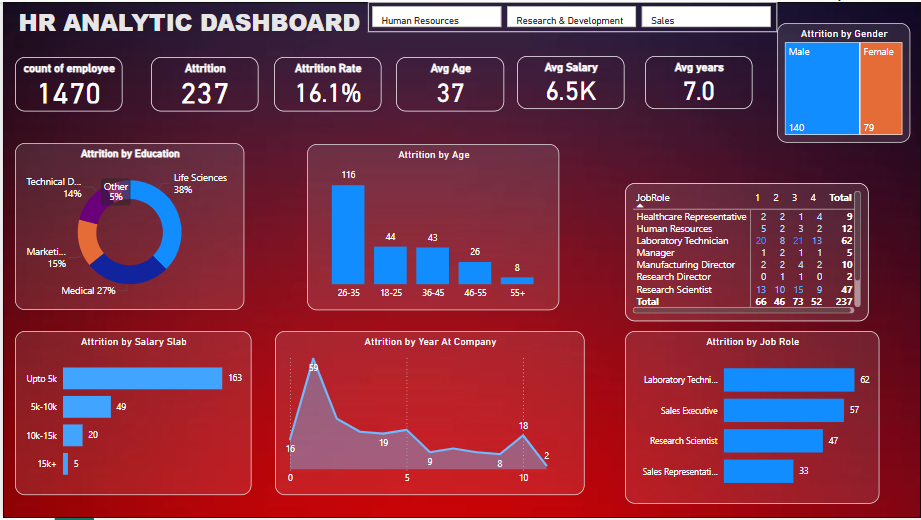 HR ANALYTIC DASHBOARD
Human Resources
Research & Development
Sales
count of employee
1470
Attrition
237
Attrition Rate
16.1%
Avg Age
37
Avg Salary
6.5K
Avg years
7.0
Attrition by Gender
Male
Female
140
79
Attrition by Education
Life Sciences
38%
Medical 27%
Marketi...
15%
Technical D...
14%
Other
5%
Attrition by Age
116
44
43
26
8
26-35
18-25
36-45
46-55
55+
JobRole 1 2 3 4 Total
Healthcare Representative 2 2 1 4 9
Human Resources 5 2 3 2 12
Laboratory Technician 20 8 21 13 62
Manager 1 2 1 1 5
Manufacturing Director 2 2 4 2 10
Research Director 0 1 1 0 2
Research Scientist 13 10 15 9 47
Total 66 46 73 52 237
Attrition by Salary Slab
Upto 5k 163
5k-10k 49
10k-15k 20
15k+ 5
Attrition by Year At Company
59
16
19
9
8
18
2
0
5
10
Attrition by Job Role
Laboratory Techni... 62
Sales Executive 57
Research Scientist 47
Sales Representati... 33